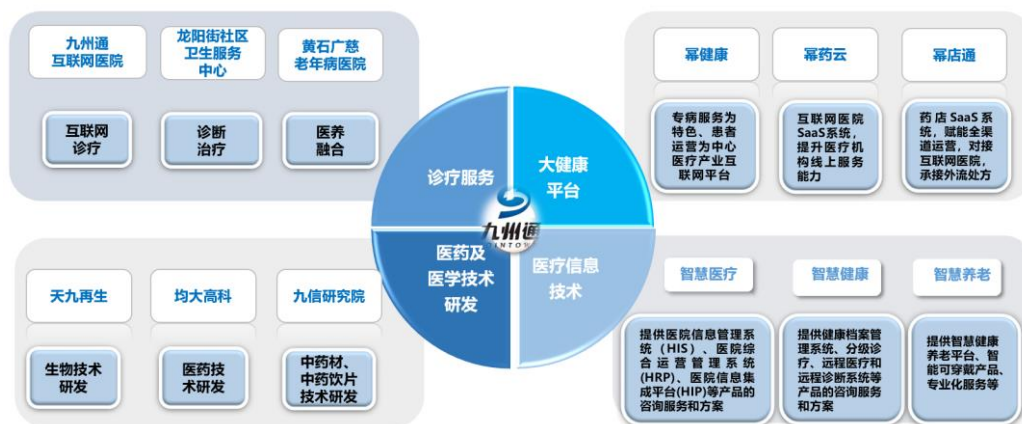 九州通
互联网医院
龙阳街社区
卫生服务
中心
黄石广慈
老年病医院
互联网
诊疗
诊断
治疗
医养
融合
幂健康
幂药云
幂店通
专病服务为
特色、患者
运营为中心
医疗产业互
联网平台
互联网医院
SaaS系统,
提升医疗机
构线上服务
能力
药店SaaS系
统,赋能全渠
道运营,对接
互联网医院,
承接外流处方
诊疗服务
大健康
平台
九州通
医药及
医学技术
研发
医疗信息
技术
天九再生
均大高科
九信研究院
生物技术
研发
医药技
术研发
中药材、
中药饮片
技术研发
智慧医疗
智慧健康
智慧养老
提供医院信息管理系
统(HIS)、医院综
合运营管理系统
(HRP)、医院信息集
成平台(HIP)等产品的
咨询服务和方案
提供健康档案管
理系统、分级诊
疗、远程医疗和
远程诊断系统等
产品的咨询服务
和方案
提供智慧健康
养老平台、智
能可穿戴产品、
专业化服务等